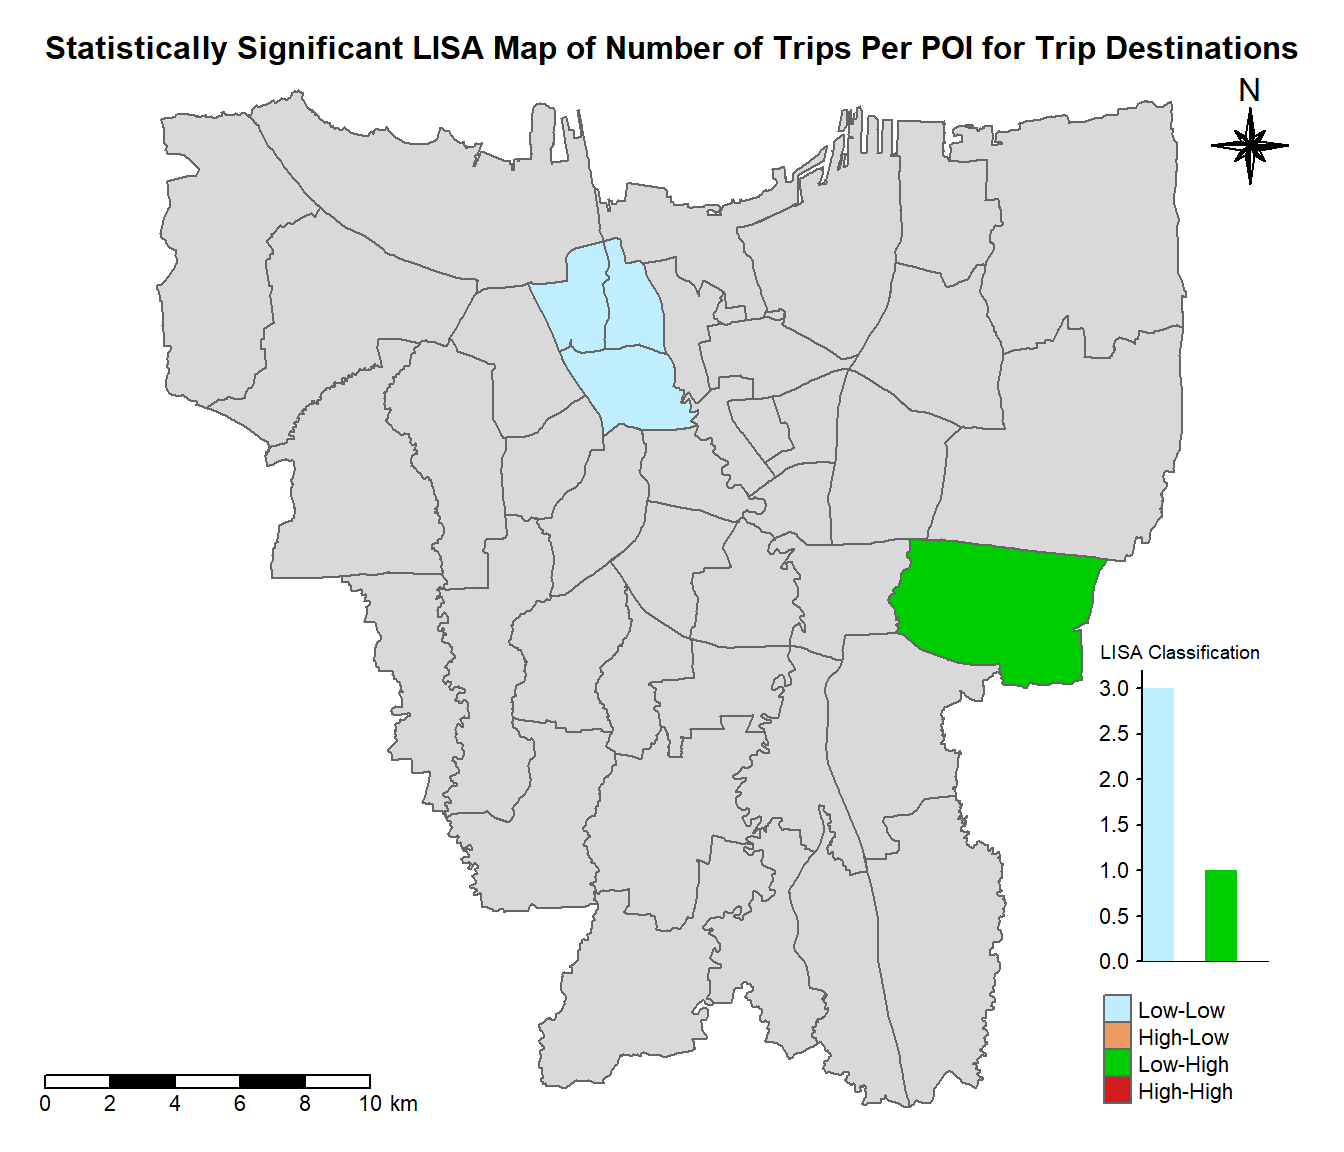 Statistically Significant LISA Map of Number of Trips Per POI for Trip Destinations
N
LISA Classification
3.0
2.5
2.0
1.5
1.0
0.5
0.0
Low-Low
High-Low
Low-High
High-High
0 2 4 6 8 10 km